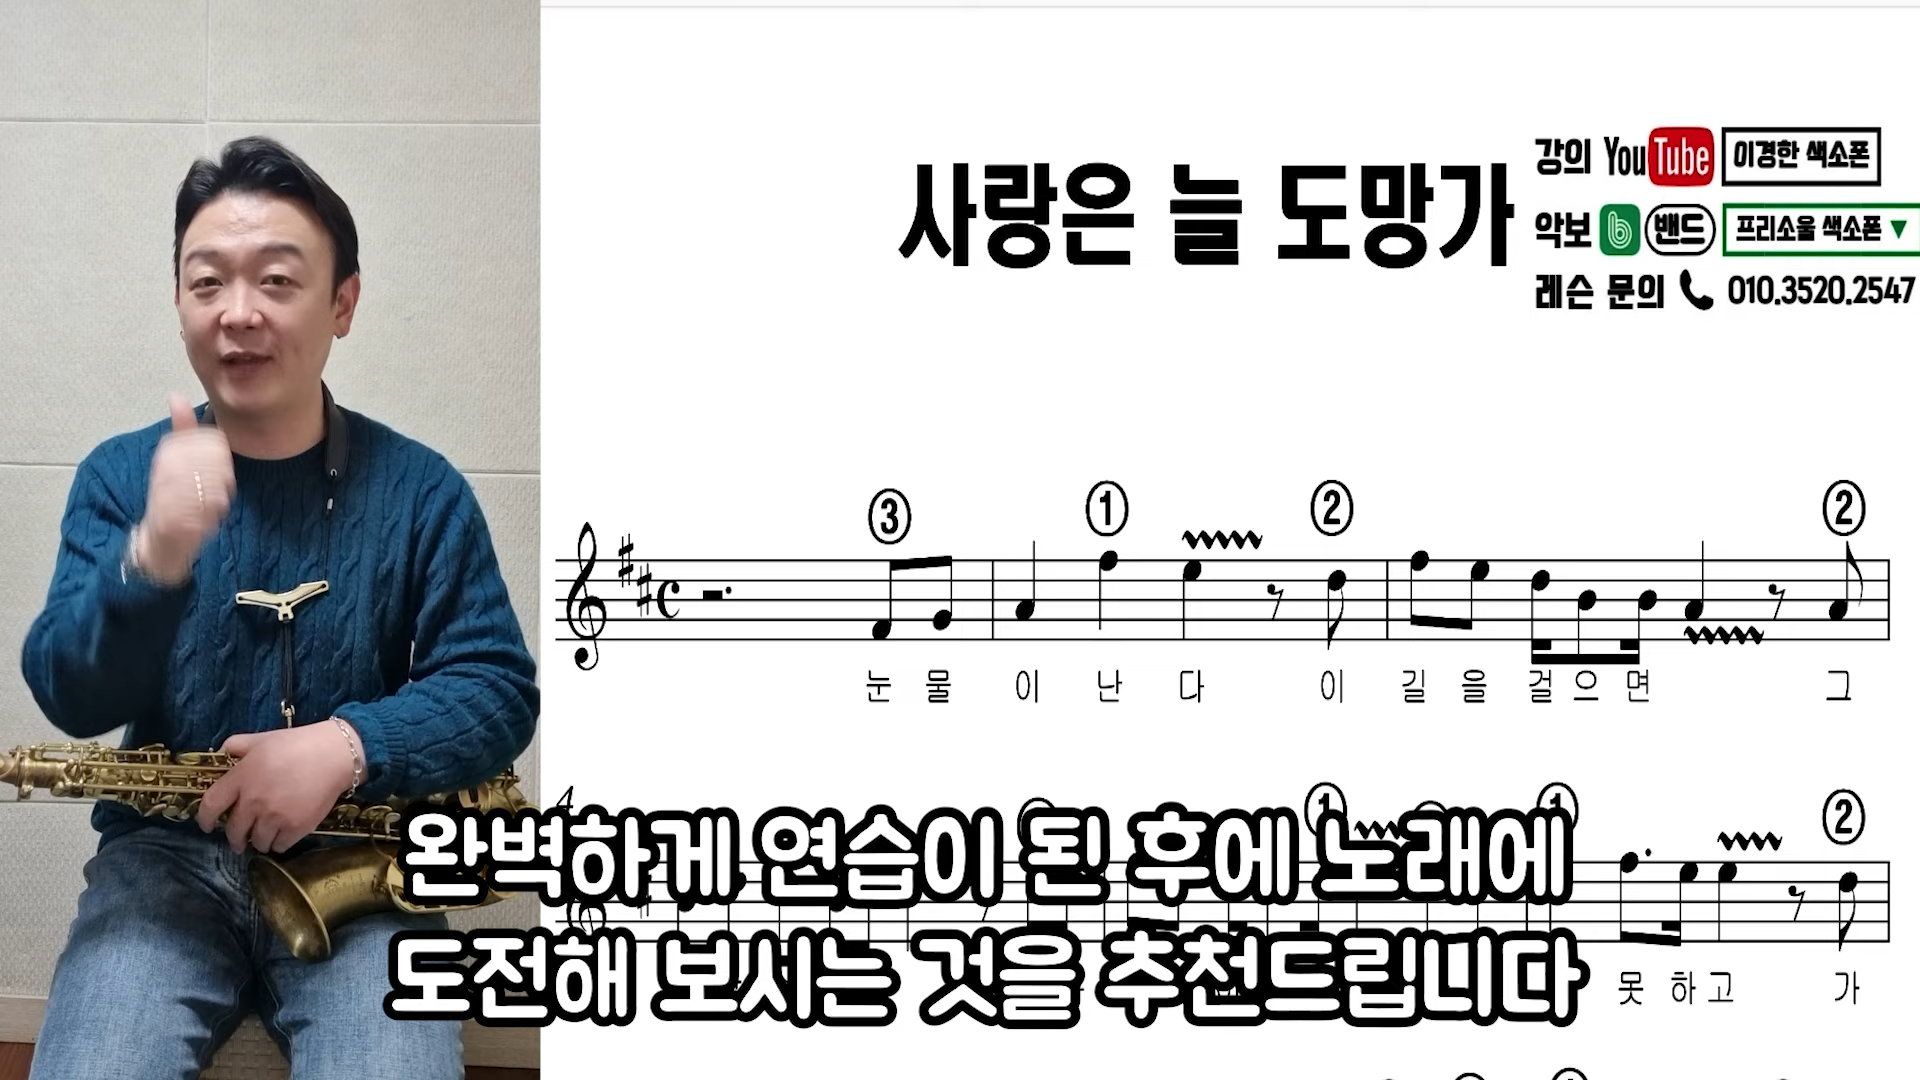 사랑은 늘 도망가
강의 YouTube 이경한 색소폰
악보 밴드 프리소울 색소폰 ▼
레슨 문의 010.3520.2547
③ ① ② ②
눈 물 이 난 다 이 길 을 걸 으 면 그
4
① ① ②
못 하 고 가
완벽하게 연습이 된 후에 노래에
도전해 보시는 것을 추천드립니다